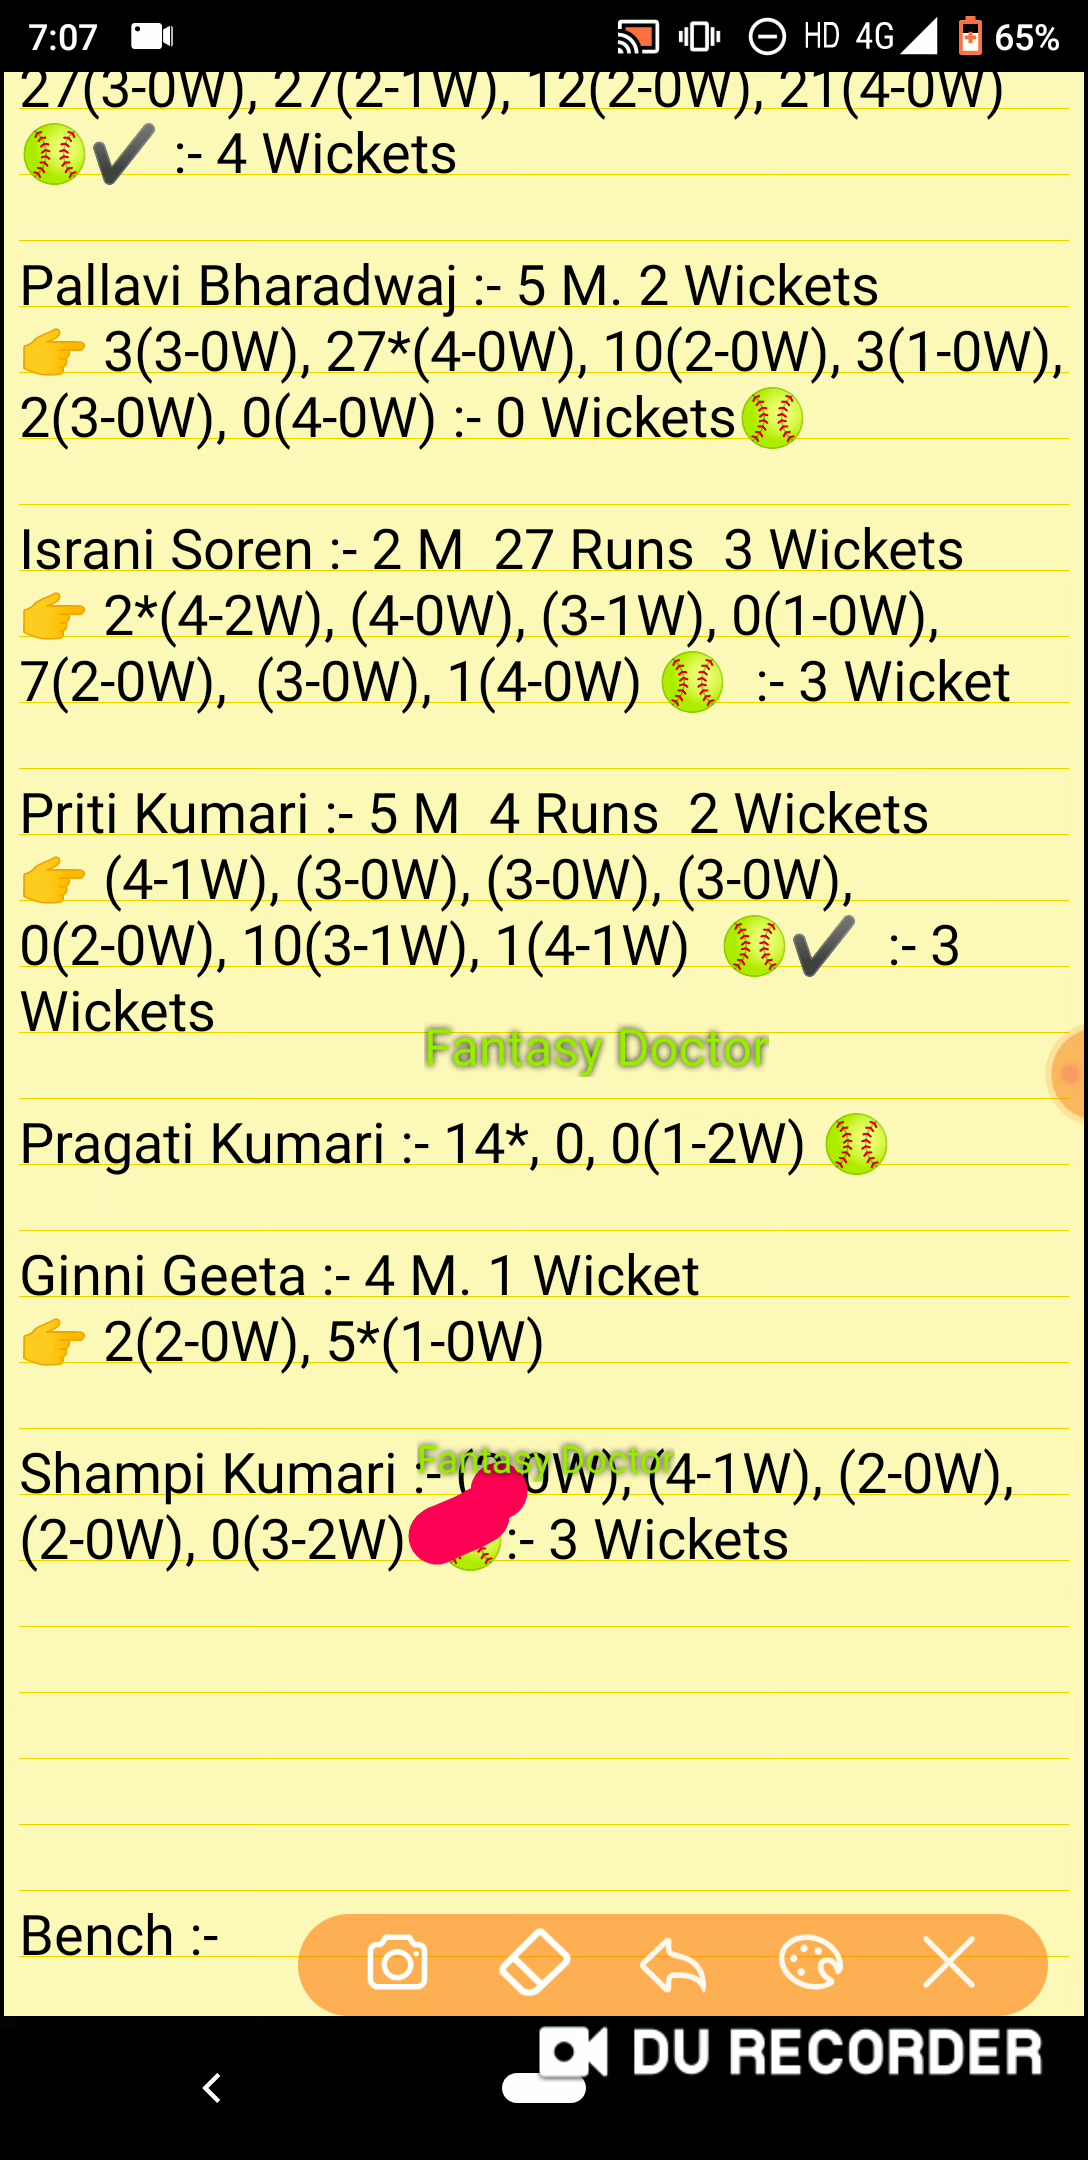 7:07 HD 4G 65%
27(3-0W), 27(2-1W), 12(2-0W), 21(4-0W)
🥎✔ :- 4 Wickets
Pallavi Bharadwaj :- 5 M. 2 Wickets
👉 3(3-0W), 27*(4-0W), 10(2-0W), 3(1-0W),
2(3-0W), 0(4-0W) :- 0 Wickets🥎
Israni Soren :- 2 M  27 Runs  3 Wickets
👉 2*(4-2W), (4-0W), (3-1W), 0(1-0W),
7(2-0W),  (3-0W), 1(4-0W) 🥎  :- 3 Wicket
Priti Kumari :- 5 M  4 Runs  2 Wickets
👉 (4-1W), (3-0W), (3-0W), (3-0W),
0(2-0W), 10(3-1W), 1(4-1W)  🥎✔  :- 3
Wickets
Fantasy Doctor
Pragati Kumari :- 14*, 0, 0(1-2W) 🥎
Ginni Geeta :- 4 M. 1 Wicket
👉 2(2-0W), 5*(1-0W)
Fantasy Doctor
Shampi Kumari :- 0W), (4-1W), (2-0W),
(2-0W), 0(3-2W)🥎:- 3 Wickets
Bench :-
DU RECORDER